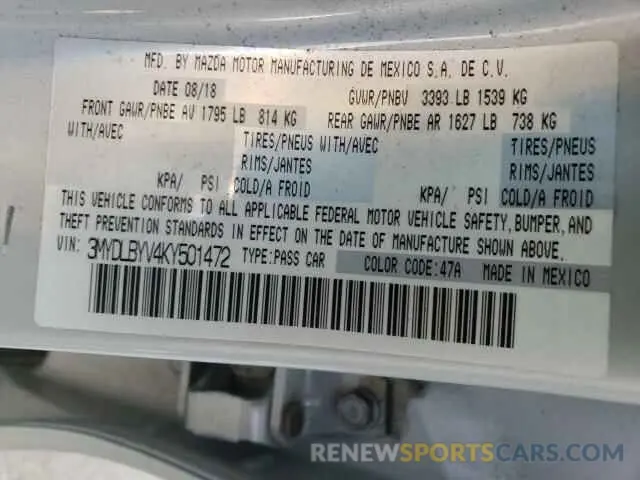 MFD. BY MAZDA MOTOR MANUFACTURING DE MEXICO S.A. DE C.V.
DATE 08/18 GVWR/PNBV 3393 LB 1539 KG
FRONT GAWR/PNBE AV 1795 LB 814 KG REAR GAWR/PNBE AR 1627 LB 738 KG
WITH/AVEC TIRES/PNEUS WITH/AVEC TIRES/PNEUS
RIMS/JANTES RIMS/JANTES
KPA/ PSI COLD/A FROID KPA/ PSI COLD/A FROID
THIS VEHICLE CONFORMS TO ALL APPLICABLE FEDERAL MOTOR VEHICLE SAFETY, BUMPER, AND
THEFT PREVENTION STANDARDS IN EFFECT ON THE DATE OF MANUFACTURE SHOWN ABOVE.
VIN: 3MYDLBYV4KY501472 TYPE:PASS CAR COLOR CODE:47A MADE IN MEXICO
RENEWSPORTSCARS.COM